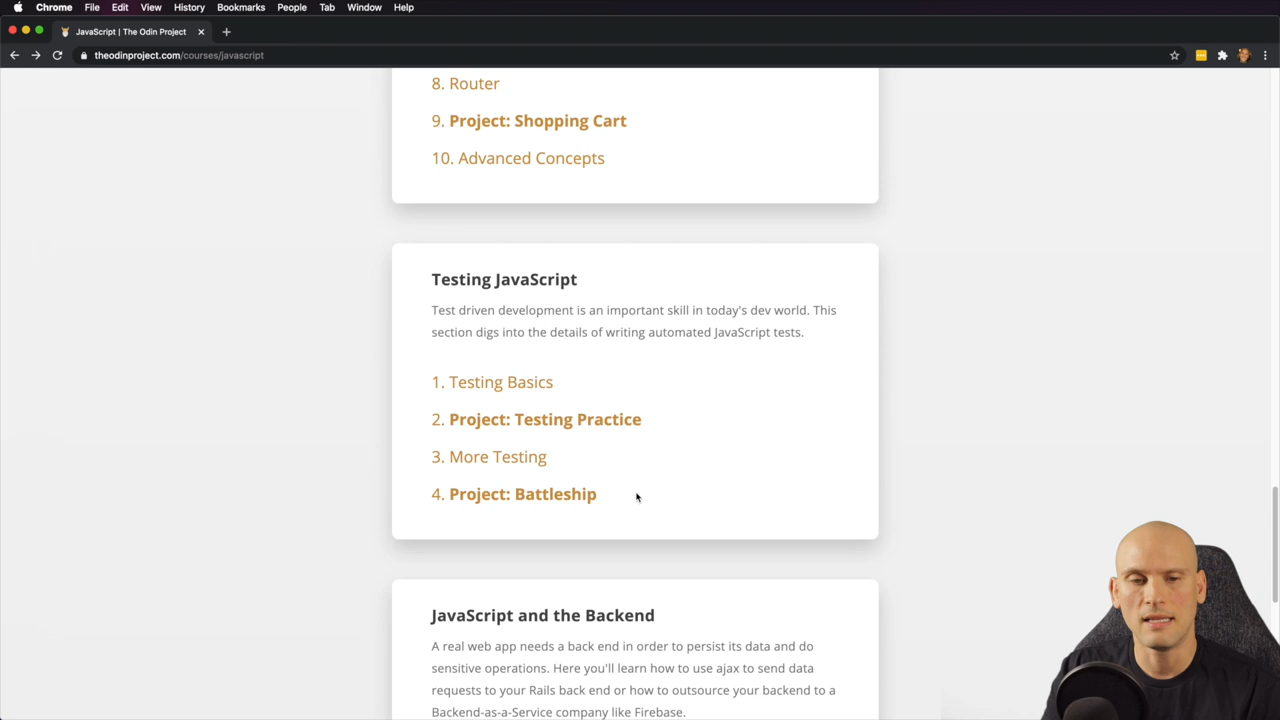 Chrome File Edit View History Bookmarks People Tab Window Help
JavaScript | The Odin Project
theodinproject.com/courses/javascript
8. Router
9. Project: Shopping Cart
10. Advanced Concepts
Testing JavaScript
Test driven development is an important skill in today's dev world. This
section digs into the details of writing automated JavaScript tests.
1. Testing Basics
2. Project: Testing Practice
3. More Testing
4. Project: Battleship
JavaScript and the Backend
A real web app needs a back end in order to persist its data and do
sensitive operations. Here you'll learn how to use ajax to send data
requests to your Rails back end or how to outsource your backend to a
Backend-as-a-Service company like Firebase.